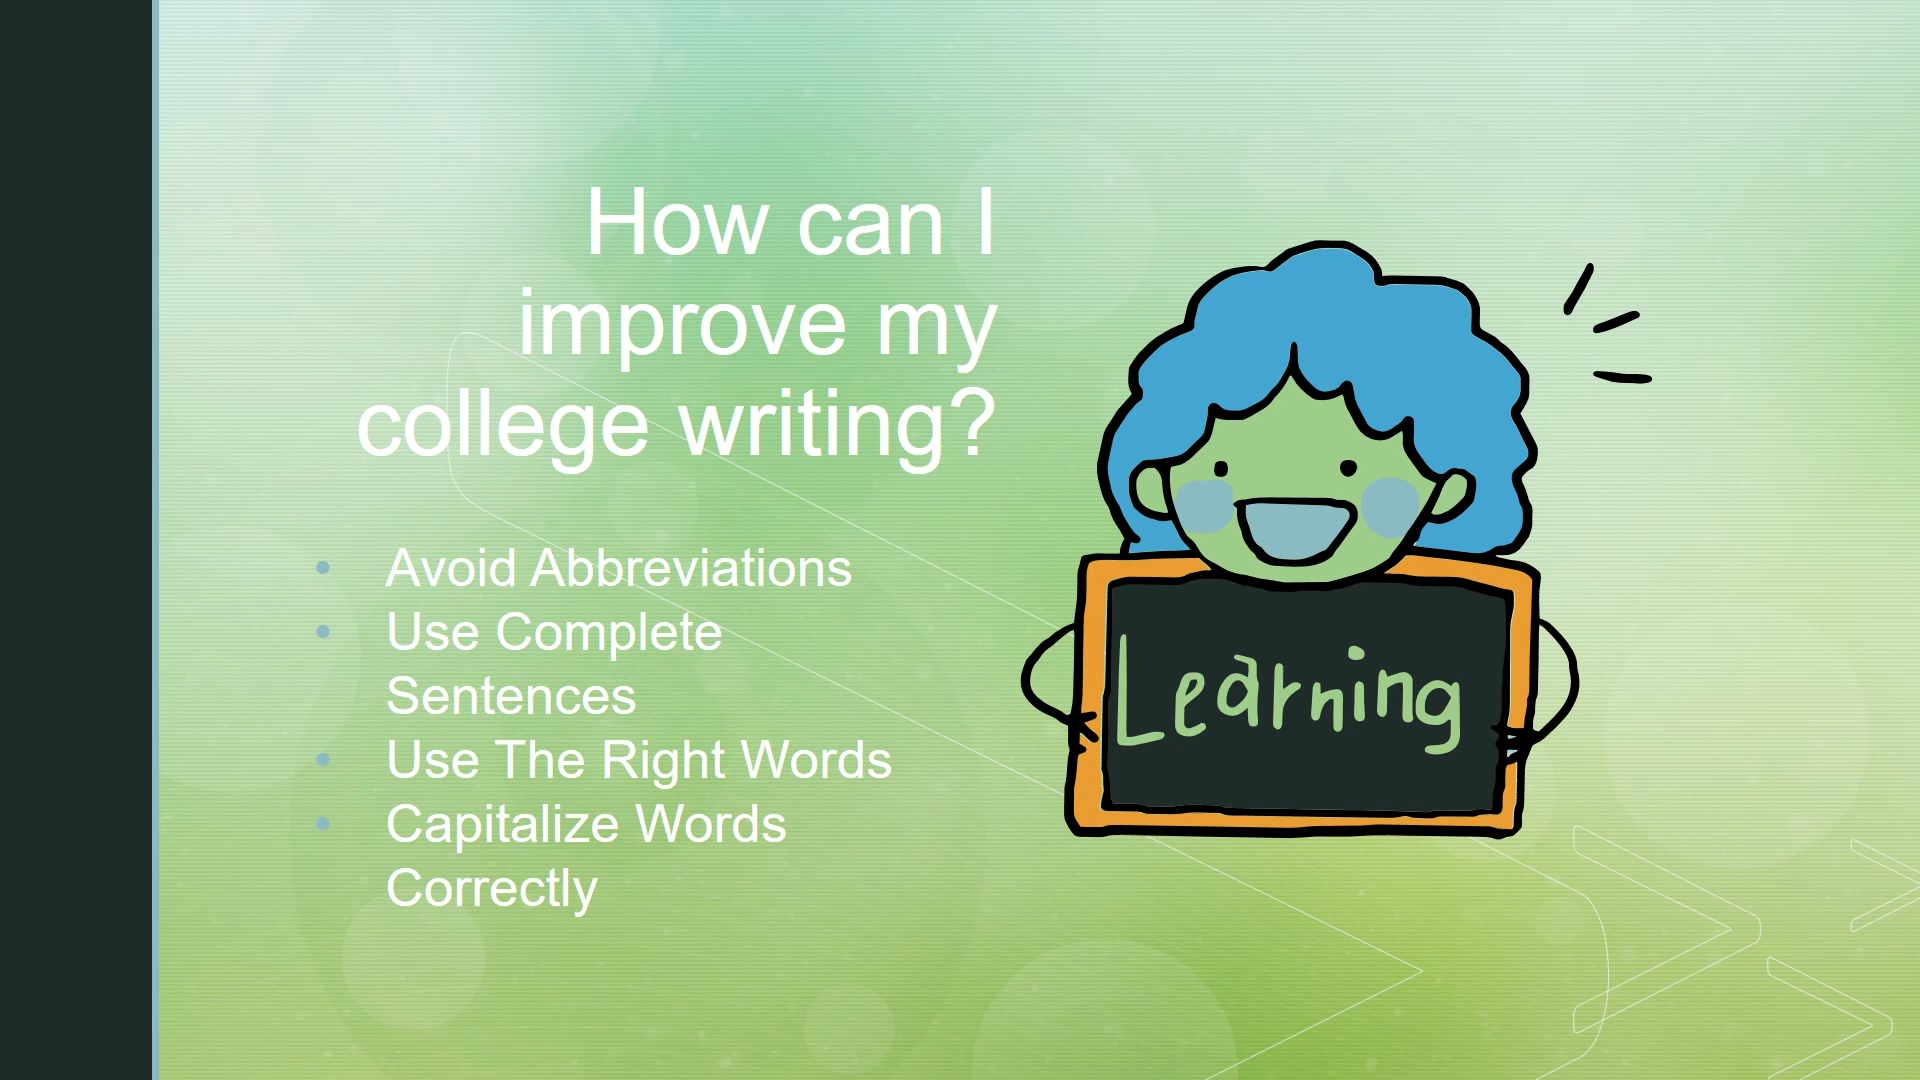 How can I
improve my
college writing?
• Avoid Abbreviations
• Use Complete
Sentences
• Use The Right Words
• Capitalize Words
Correctly
Learning